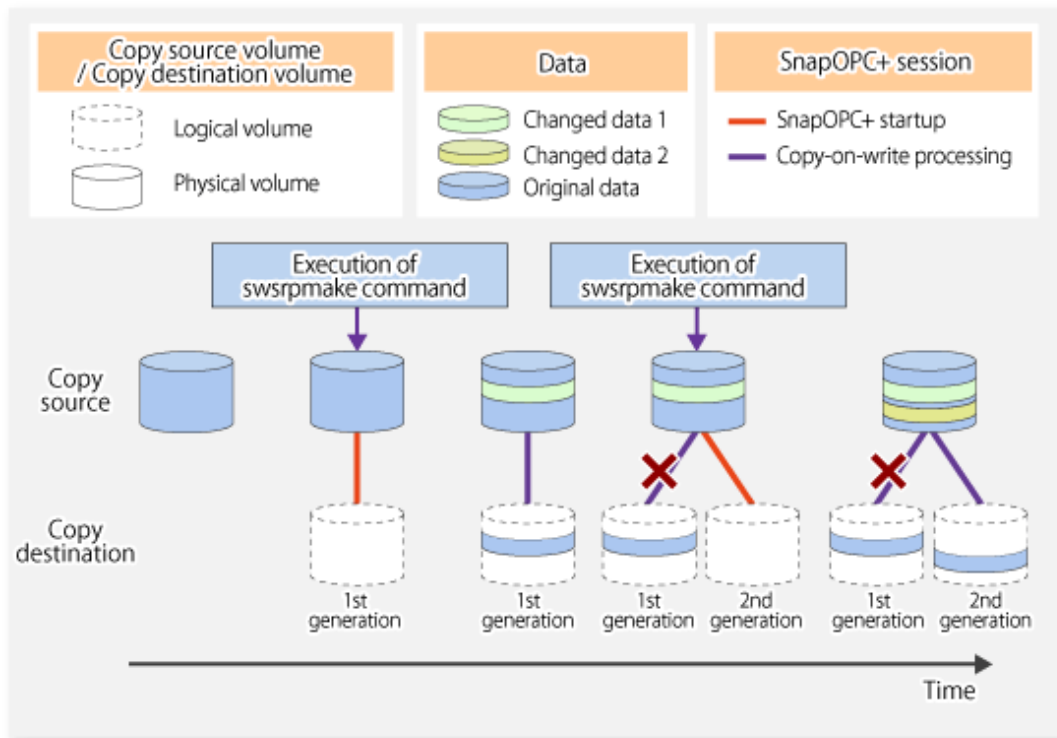 Copy source volume
/ Copy destination volume
Logical volume
Physical volume
Data
Changed data 1
Changed data 2
Original data
SnapOPC+ session
SnapOPC+ startup
Copy-on-write processing
Execution of
swsrpmake command
Execution of
swsrpmake command
Copy
source
Copy
destination
1st
generation
1st
generation
1st
generation
2nd
generation
1st
generation
2nd
generation
Time